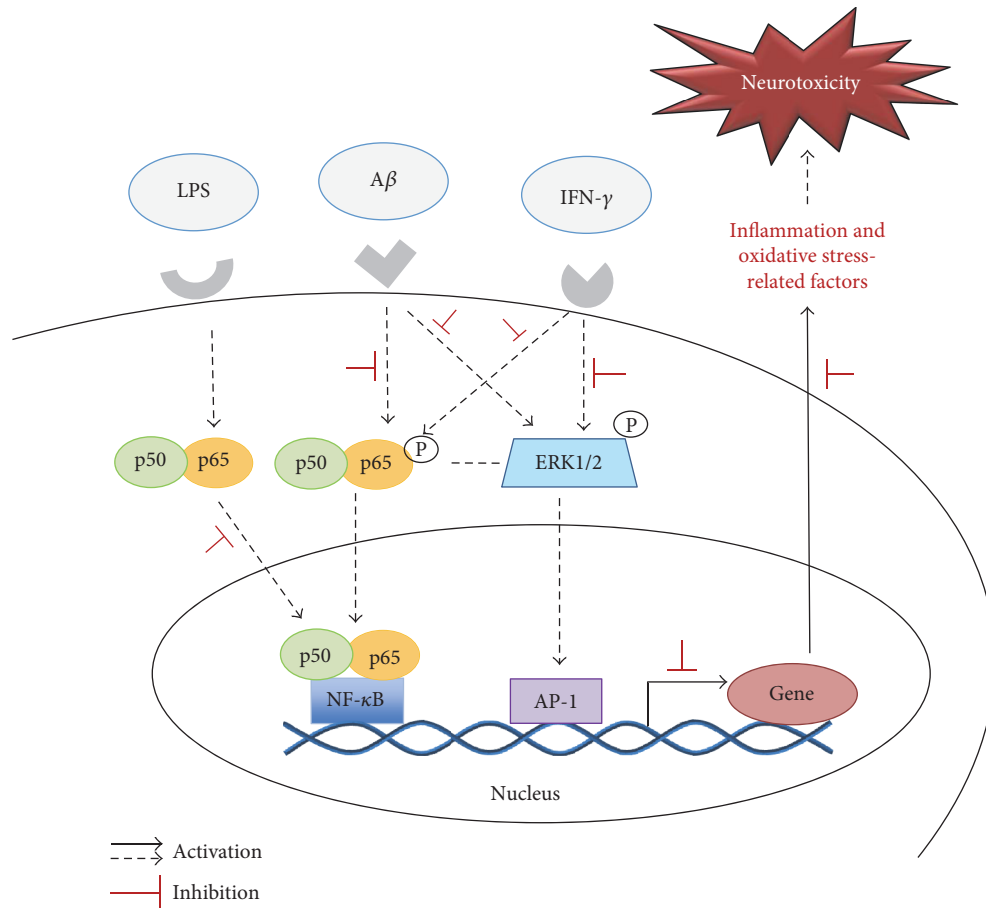 Neurotoxicity
LPS
Aβ
IFN-γ
Inflammation and
oxidative stress-
related factors
p50
p65
p50
p65
P
ERK1/2
P
p50
p65
NF-κB
AP-1
Gene
Nucleus
Activation
Inhibition